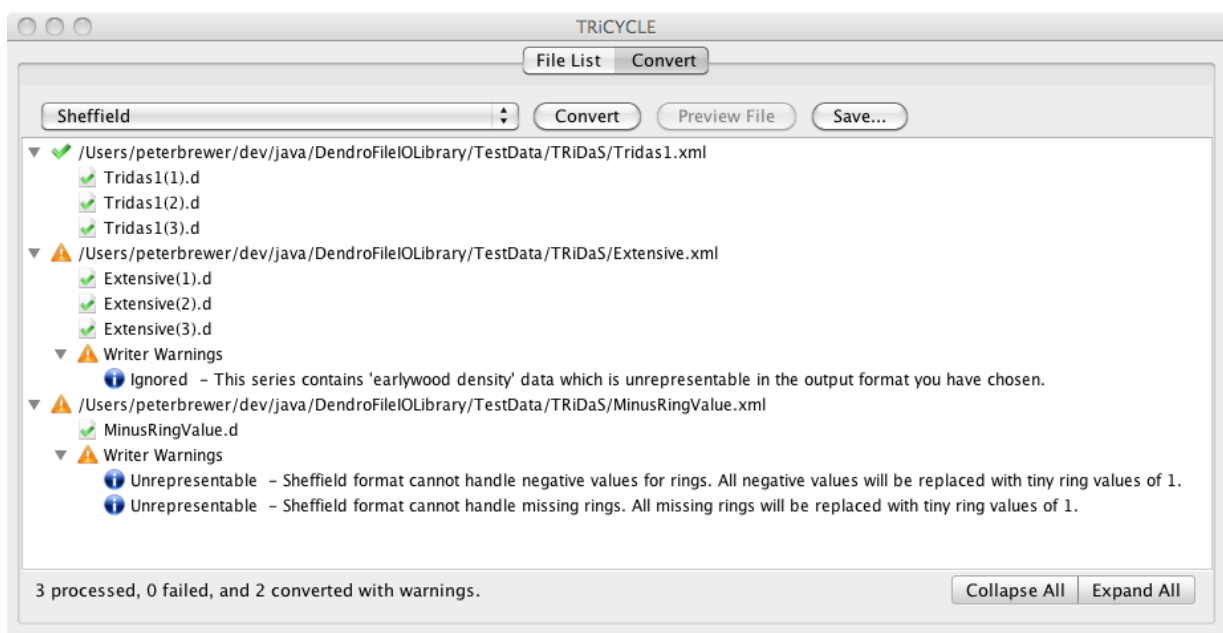 TRiCYCLE
File List Convert
Sheffield Convert Preview File Save...
/Users/peterbrewer/dev/java/DendroFileIOLibrary/TestData/TRiDaS/Tridas1.xml
Tridas1(1).d
Tridas1(2).d
Tridas1(3).d
/Users/peterbrewer/dev/java/DendroFileIOLibrary/TestData/TRiDaS/Extensive.xml
Extensive(1).d
Extensive(2).d
Extensive(3).d
Writer Warnings
Ignored – This series contains 'earlywood density' data which is unrepresentable in the output format you have chosen.
/Users/peterbrewer/dev/java/DendroFileIOLibrary/TestData/TRiDaS/MinusRingValue.xml
MinusRingValue.d
Writer Warnings
Unrepresentable – Sheffield format cannot handle negative values for rings. All negative values will be replaced with tiny ring values of 1.
Unrepresentable – Sheffield format cannot handle missing rings. All missing rings will be replaced with tiny ring values of 1.
3 processed, 0 failed, and 2 converted with warnings. Collapse All Expand All